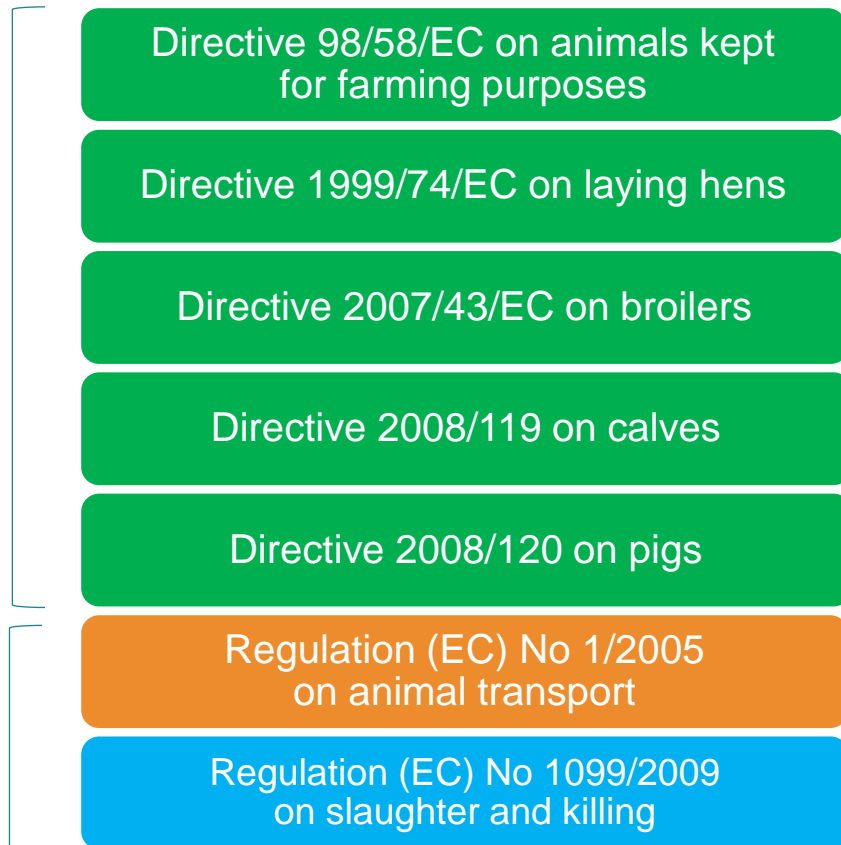 Directive 98/58/EC on animals kept
for farming purposes
Directive 1999/74/EC on laying hens
Directive 2007/43/EC on broilers
Directive 2008/119 on calves
Directive 2008/120 on pigs
Regulation (EC) No 1/2005
on animal transport
Regulation (EC) No 1099/2009
on slaughter and killing